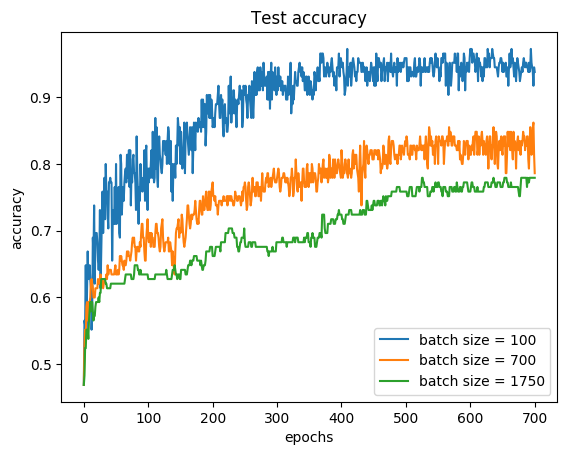 Test accuracy
accuracy
0.9
0.8
0.7
0.6
0.5
batch size = 100
batch size = 700
batch size = 1750
0 100 200 300 400 500 600 700
epochs